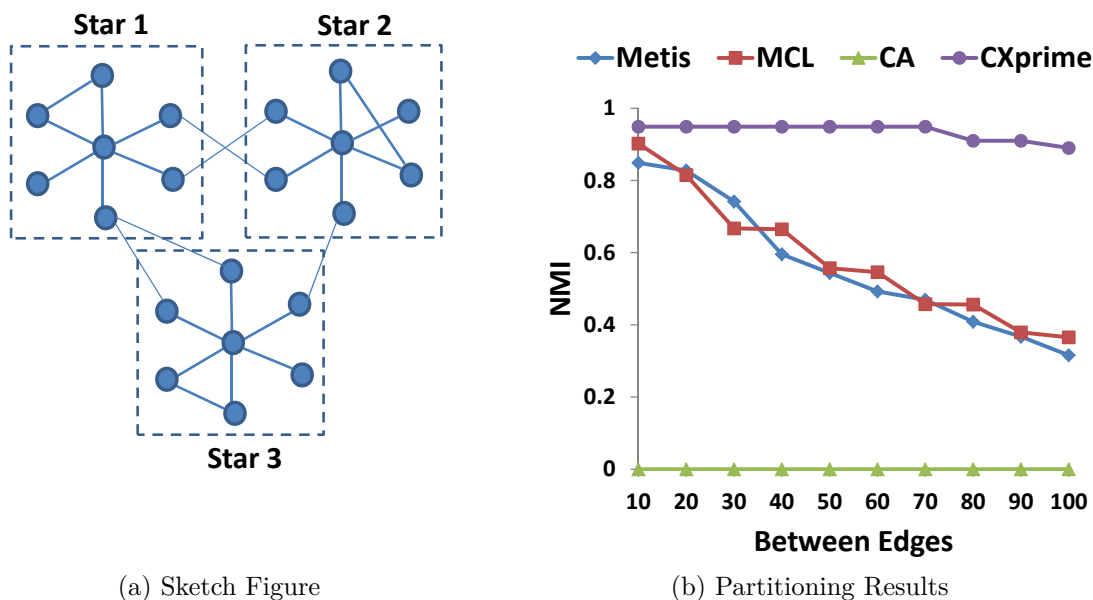 Star 1
Star 2
Star 3
(a) Sketch Figure
Metis
MCL
CA
CXprime
1
0.8
0.6
0.4
0.2
0
NMI
10 20 30 40 50 60 70 80 90 100
Between Edges
(b) Partitioning Results